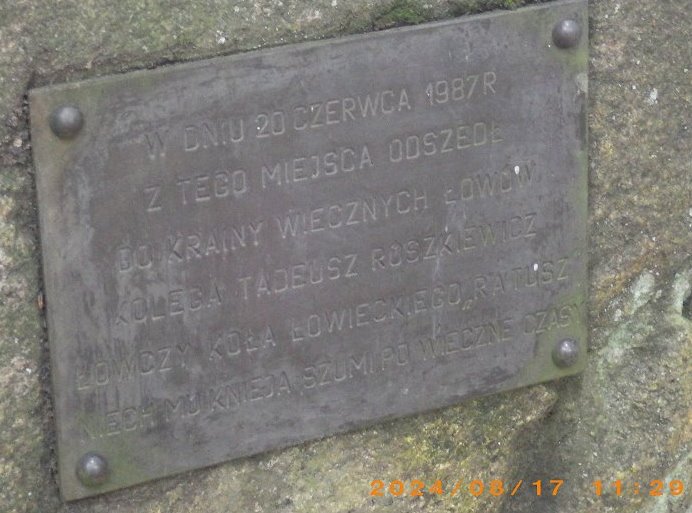 W DNIU 20 CZERWCA 1987R
Z TEGO MIEJSCA ODSZEDŁ
DO KRAINY WIECZNYCH ŁOWÓW
KOLEGA TADEUSZ ROSZKIEWICZ
ŁOWCZY KOŁA ŁOWIECKIEGO „RATUSZ"
NIECH MU KNIEJA SZUMI PO WIECZNE CZASY
2024/08/17 11:29